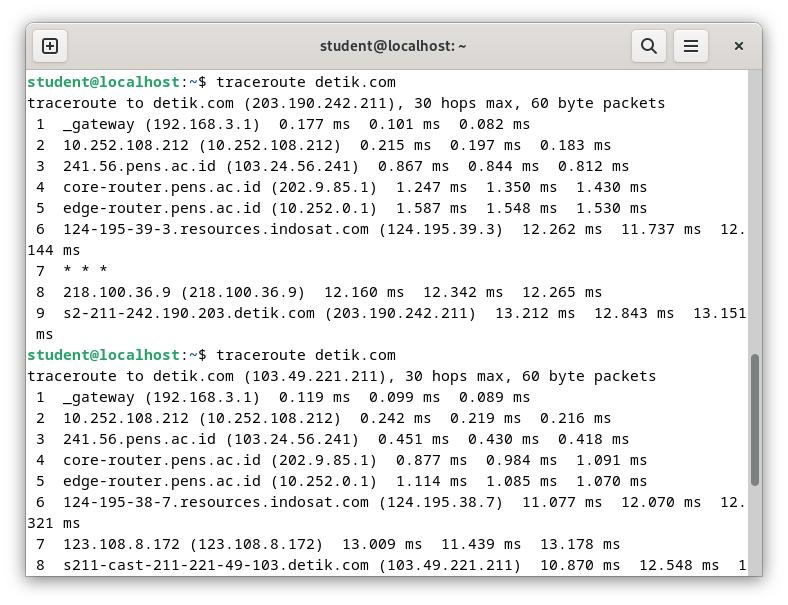 student@localhost: ~
student@localhost:~$ traceroute detik.com
traceroute to detik.com (203.190.242.211), 30 hops max, 60 byte packets
 1  _gateway (192.168.3.1)  0.177 ms  0.101 ms  0.082 ms
 2  10.252.108.212 (10.252.108.212)  0.215 ms  0.197 ms  0.183 ms
 3  241.56.pens.ac.id (103.24.56.241)  0.867 ms  0.844 ms  0.812 ms
 4  core-router.pens.ac.id (202.9.85.1)  1.247 ms  1.350 ms  1.430 ms
 5  edge-router.pens.ac.id (10.252.0.1)  1.587 ms  1.548 ms  1.530 ms
 6  124-195-39-3.resources.indosat.com (124.195.39.3)  12.262 ms  11.737 ms  12.
144 ms
 7  * * *
 8  218.100.36.9 (218.100.36.9)  12.160 ms  12.342 ms  12.265 ms
 9  s2-211-242.190.203.detik.com (203.190.242.211)  13.212 ms  12.843 ms  13.151
 ms
student@localhost:~$ traceroute detik.com
traceroute to detik.com (103.49.221.211), 30 hops max, 60 byte packets
 1  _gateway (192.168.3.1)  0.119 ms  0.099 ms  0.089 ms
 2  10.252.108.212 (10.252.108.212)  0.242 ms  0.219 ms  0.216 ms
 3  241.56.pens.ac.id (103.24.56.241)  0.451 ms  0.430 ms  0.418 ms
 4  core-router.pens.ac.id (202.9.85.1)  0.877 ms  0.984 ms  1.091 ms
 5  edge-router.pens.ac.id (10.252.0.1)  1.114 ms  1.085 ms  1.070 ms
 6  124-195-38-7.resources.indosat.com (124.195.38.7)  11.077 ms  12.070 ms  12.
321 ms
 7  123.108.8.172 (123.108.8.172)  13.009 ms  11.439 ms  13.178 ms
 8  s211-cast-211-221-49-103.detik.com (103.49.221.211)  10.870 ms  12.548 ms  1